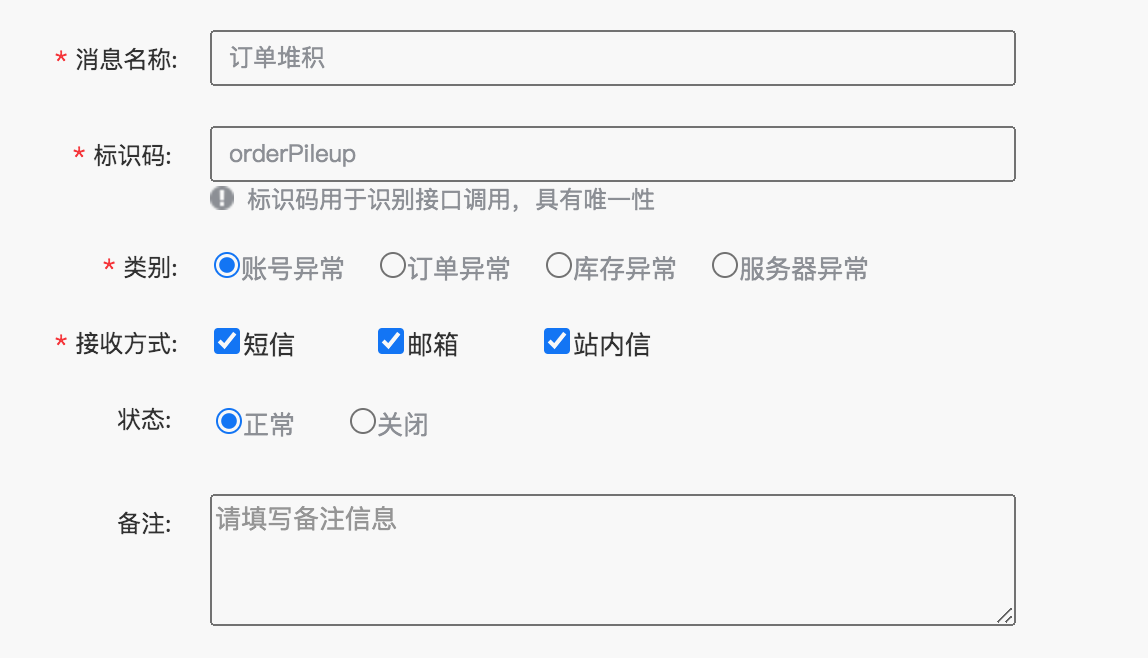 * 消息名称: 订单堆积
* 标识码: orderPileup
标识码用于识别接口调用，具有唯一性
* 类别: 账号异常 订单异常 库存异常 服务器异常
* 接收方式: 短信 邮箱 站内信
状态: 正常 关闭
备注: 请填写备注信息